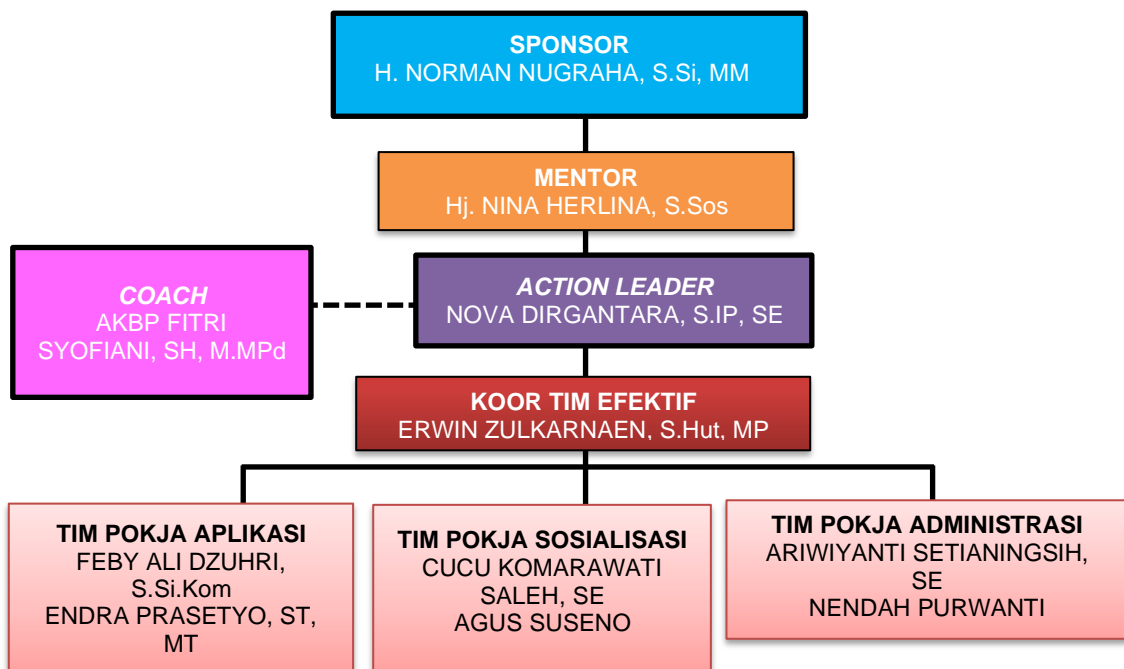 SPONSOR
H. NORMAN NUGRAHA, S.Si, MM
MENTOR
Hj. NINA HERLINA, S.Sos
COACH
AKBP FITRI
SYOFIANI, SH, M.MPd
ACTION LEADER
NOVA DIRGANTARA, S.IP, SE
KOOR TIM EFEKTIF
ERWIN ZULKARNAEN, S.Hut, MP
TIM POKJA APLIKASI
FEBY ALI DZUHRI,
S.Si.Kom
ENDRA PRASETYO, ST,
MT
TIM POKJA SOSIALISASI
CUCU KOMARAWATI
SALEH, SE
AGUS SUSENO
TIM POKJA ADMINISTRASI
ARIWIYANTI SETIANINGSIH,
SE
NENDAH PURWANTI